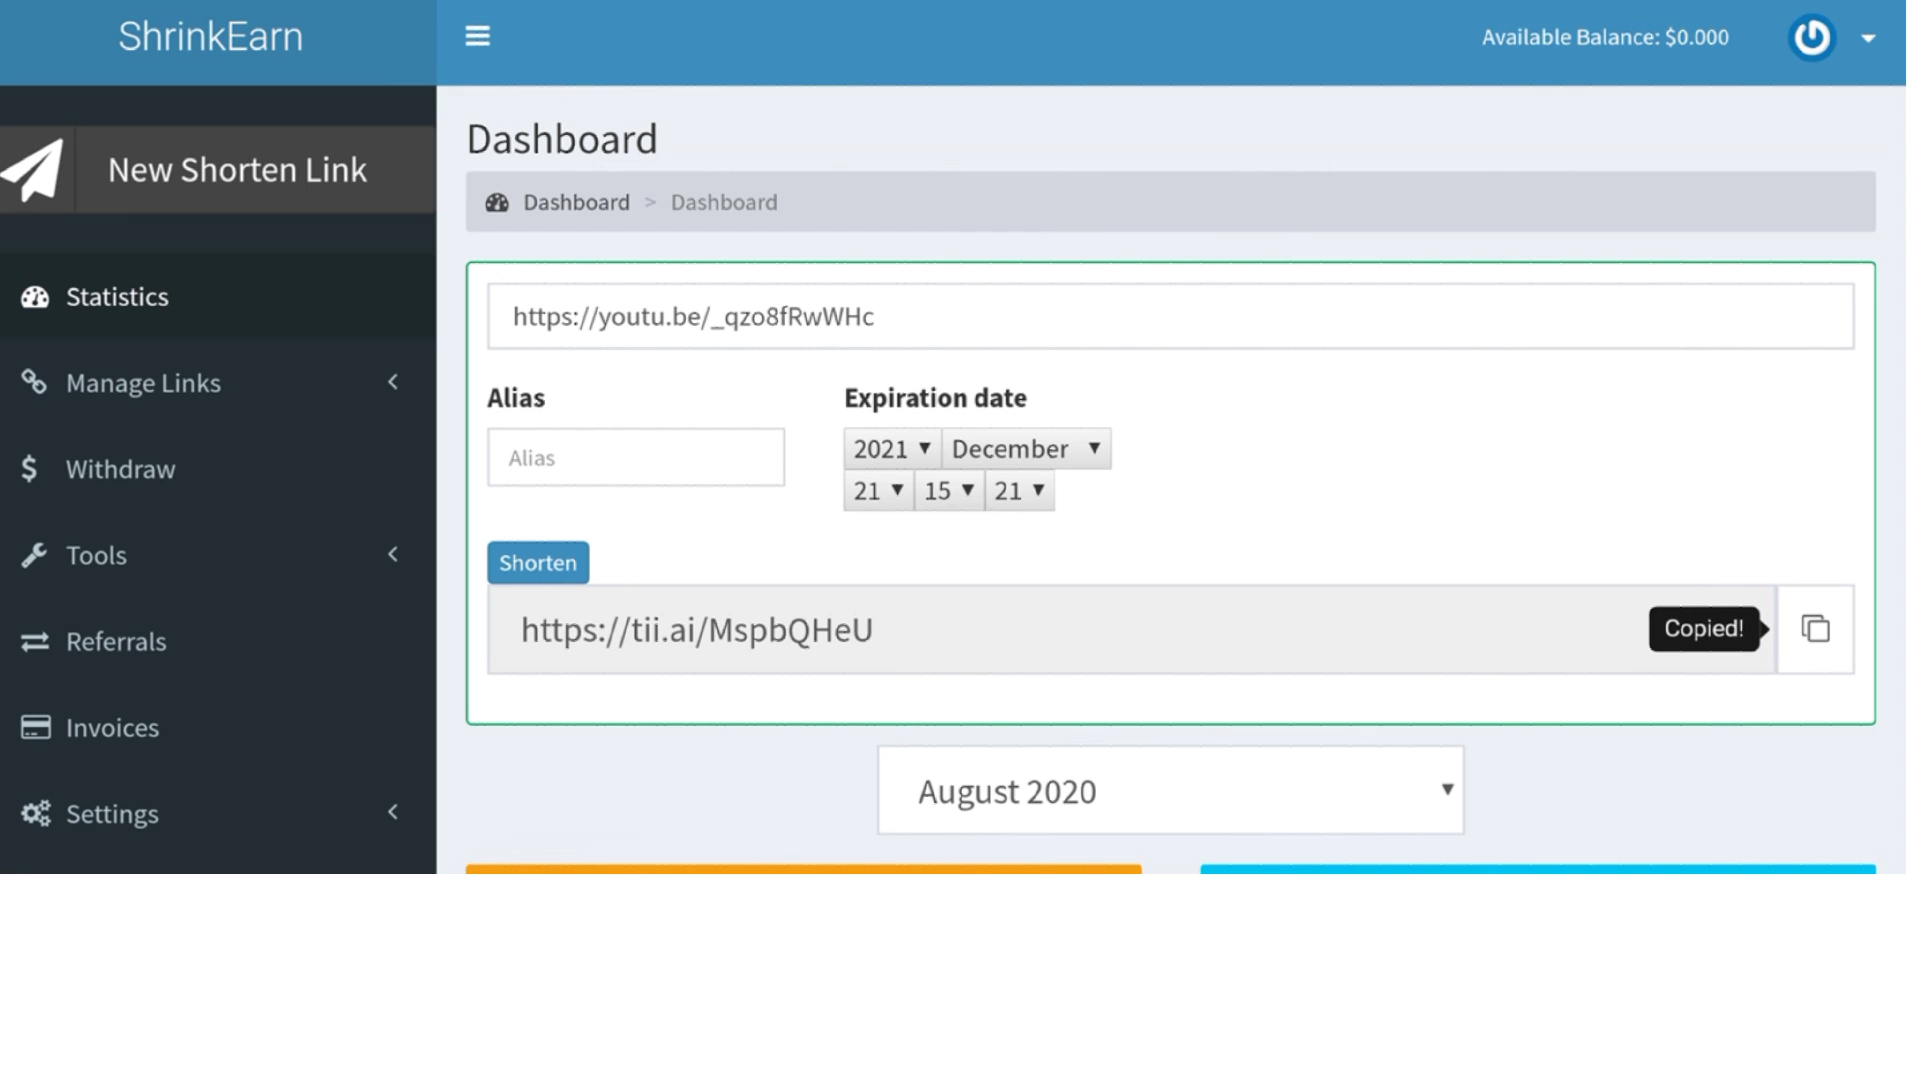 ShrinkEarn
Available Balance: $0.000
New Shorten Link
Statistics
Manage Links
Withdraw
Tools
Referrals
Invoices
Settings
Dashboard
Dashboard > Dashboard
https://youtu.be/_qzo8fRwWHc
Alias
Alias
Expiration date
2021 December
21 15 21
Shorten
https://tii.ai/MspbQHeU
Copied!
August 2020